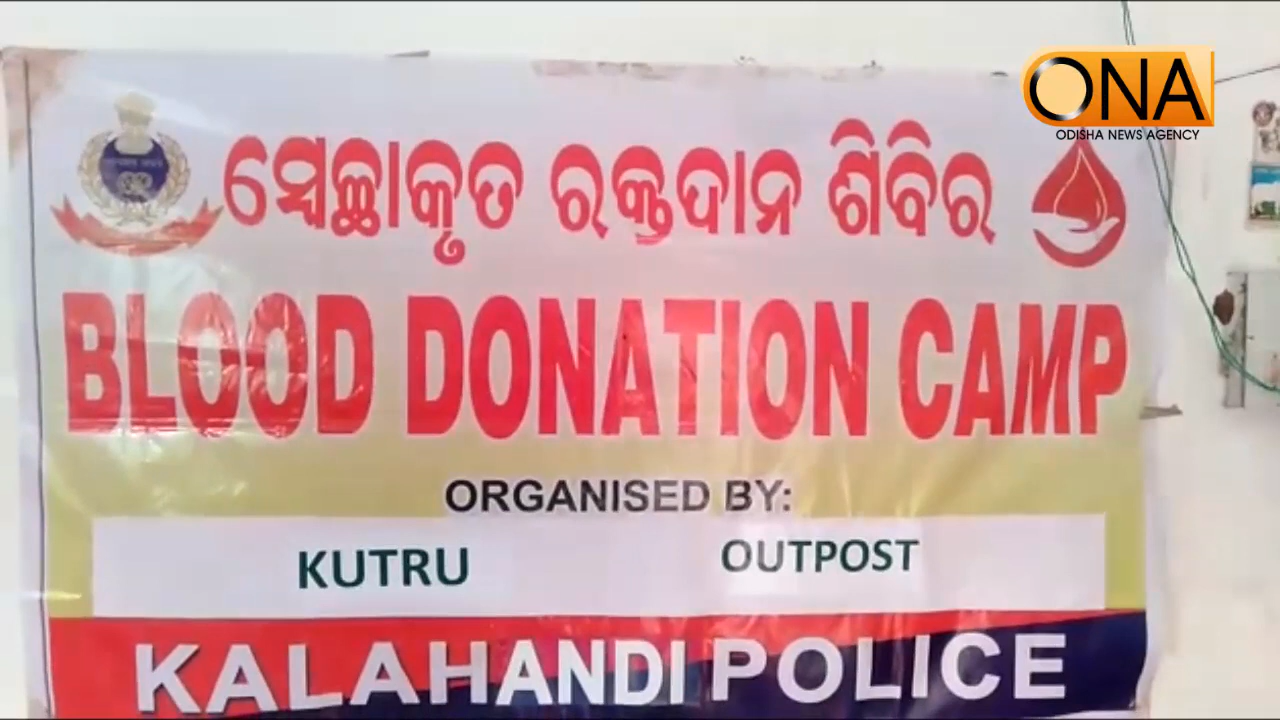 ONA
ODISHA NEWS AGENCY
ସ୍ଵେଚ୍ଛାକୃତ ରକ୍ତଦାନ ଶିବିର
BLOOD DONATION CAMP
ORGANISED BY:
KUTRU OUTPOST
KALAHANDI POLICE